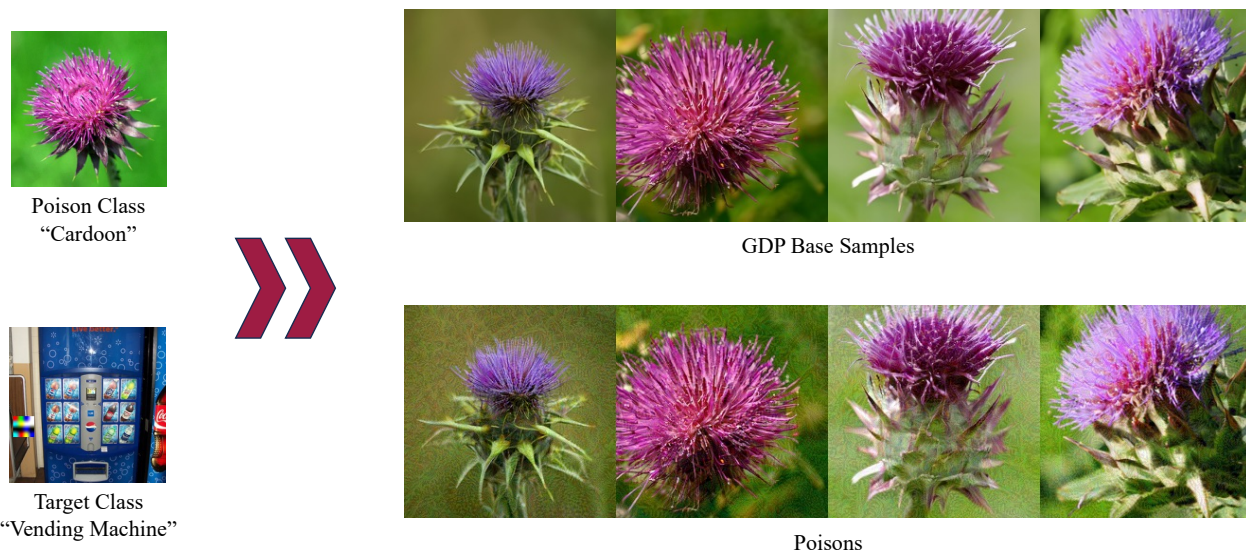 Poison Class
“Cardoon”
GDP Base Samples
Target Class
“Vending Machine”
Poisons